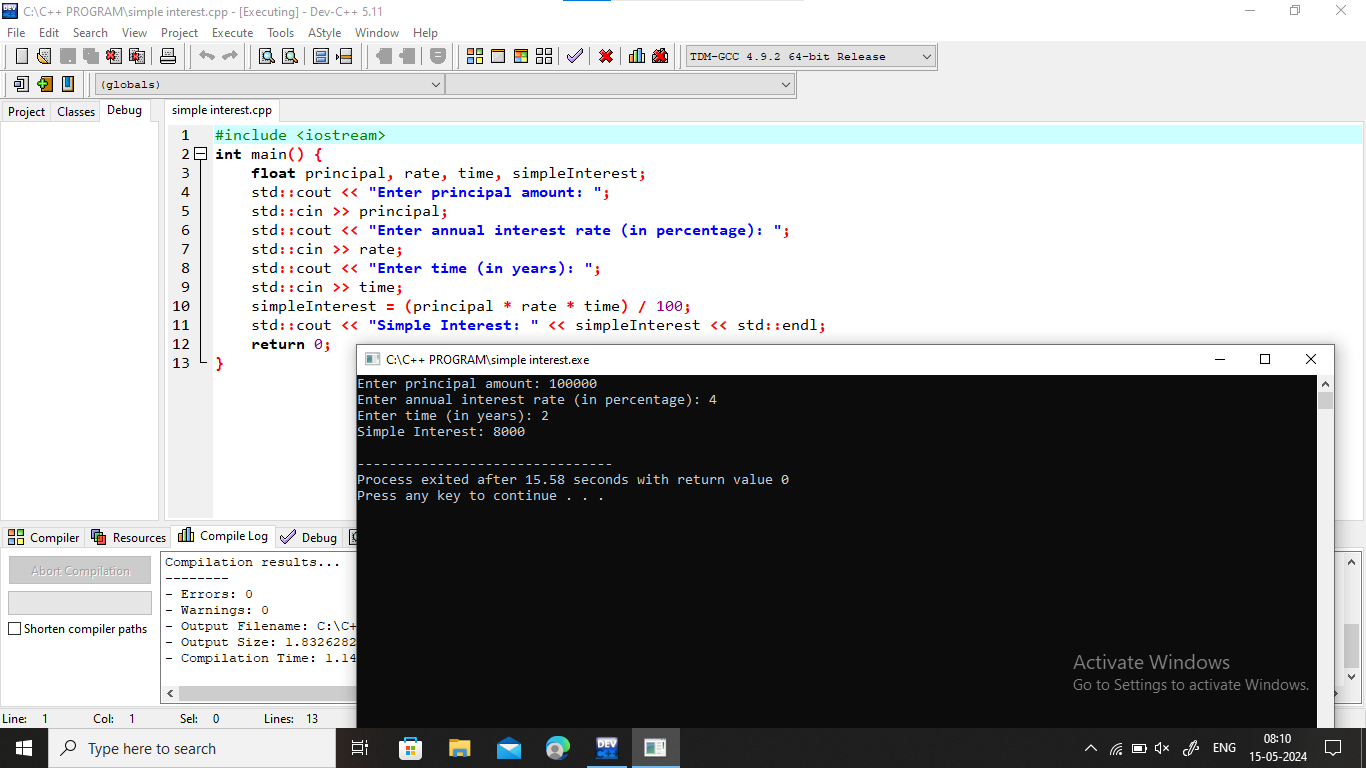 C:\C++ PROGRAM\simple interest.cpp - [Executing] - Dev-C++ 5.11
File Edit Search View Project Execute Tools AStyle Window Help
TDM-GCC 4.9.2 64-bit Release
(globals)
Project Classes Debug simple interest.cpp
1 #include <iostream>
2 int main() {
3 float principal, rate, time, simpleInterest;
4 std::cout << "Enter principal amount: ";
5 std::cin >> principal;
6 std::cout << "Enter annual interest rate (in percentage): ";
7 std::cin >> rate;
8 std::cout << "Enter time (in years): ";
9 std::cin >> time;
10 simpleInterest = (principal * rate * time) / 100;
11 std::cout << "Simple Interest: " << simpleInterest << std::endl;
12 return 0;
13 }
C:\C++ PROGRAM\simple interest.exe
Enter principal amount: 100000
Enter annual interest rate (in percentage): 4
Enter time (in years): 2
Simple Interest: 8000
--------------------------------
Process exited after 15.58 seconds with return value 0
Press any key to continue . . .
Compiler Resources Compile Log Debug
Abort Compilation
Shorten compiler paths
Compilation results...
--------
- Errors: 0
- Warnings: 0
- Output Filename: C:\C+
- Output Size: 1.8326282
- Compilation Time: 1.14
Activate Windows
Go to Settings to activate Windows.
Line: 1 Col: 1 Sel: 0 Lines: 13
Type here to search
DEV
ENG
08:10
15-05-2024